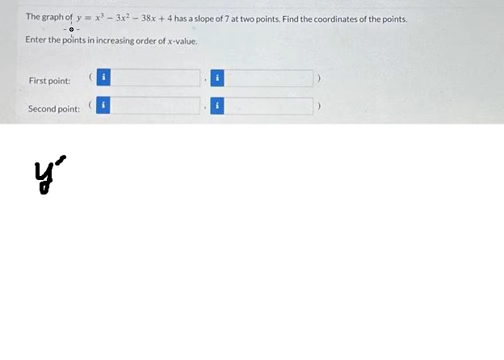 The graph of y = x³ − 3x² − 38x + 4 has a slope of 7 at two points. Find the coordinates of the points.
Enter the points in increasing order of x-value.
First point: ( i , i )
Second point: ( i , i )
y'